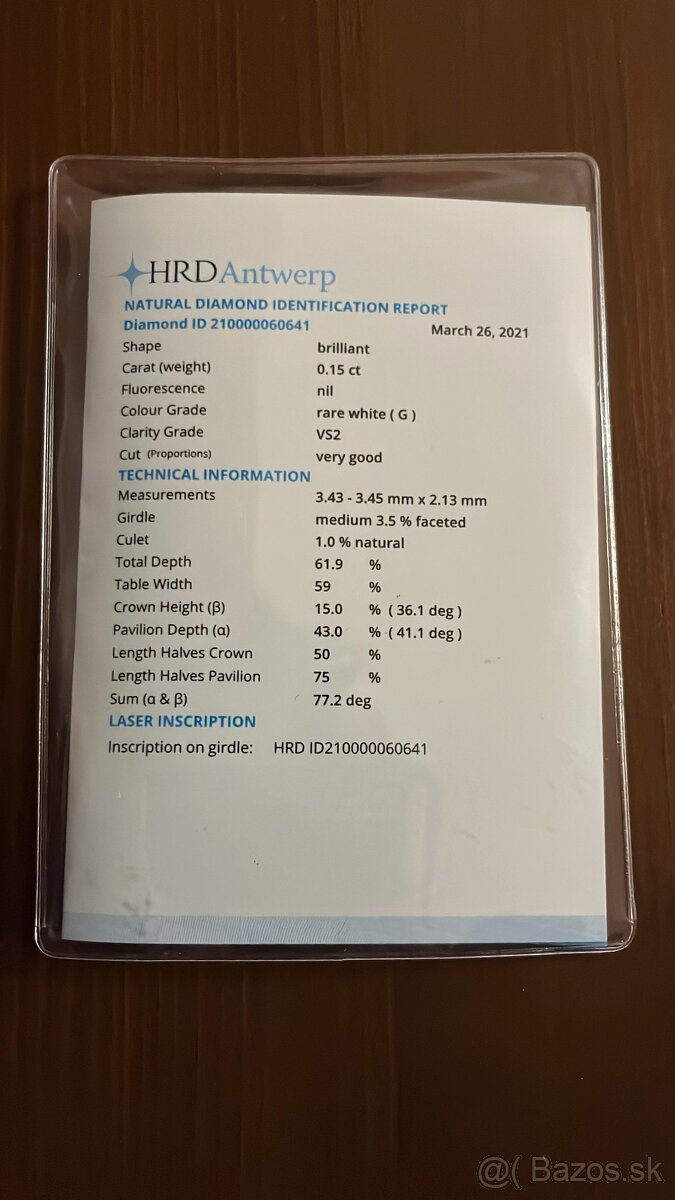 HRDAntwerp
NATURAL DIAMOND IDENTIFICATION REPORT
Diamond ID 210000060641 March 26, 2021
Shape brilliant
Carat (weight) 0.15 ct
Fluorescence nil
Colour Grade rare white ( G )
Clarity Grade VS2
Cut (Proportions) very good
TECHNICAL INFORMATION
Measurements 3.43 - 3.45 mm x 2.13 mm
Girdle medium 3.5 % faceted
Culet 1.0 % natural
Total Depth 61.9 %
Table Width 59 %
Crown Height (β) 15.0 % ( 36.1 deg )
Pavilion Depth (α) 43.0 % ( 41.1 deg )
Length Halves Crown 50 %
Length Halves Pavilion 75 %
Sum (α & β) 77.2 deg
LASER INSCRIPTION
Inscription on girdle: HRD ID210000060641
@( Bazos.sk